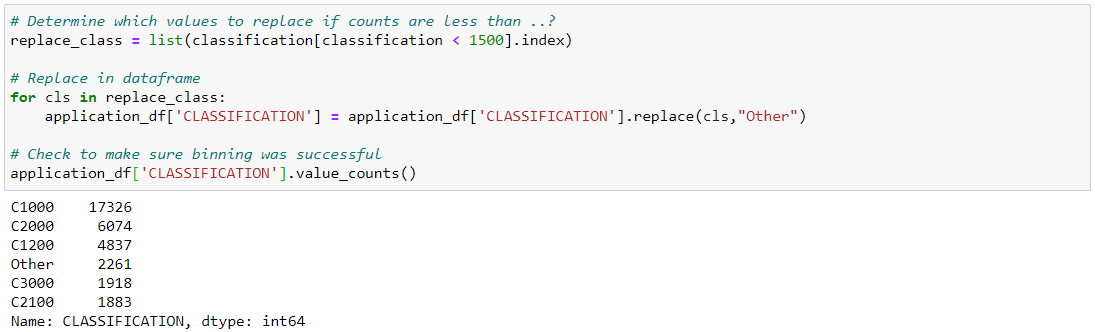 # Determine which values to replace if counts are less than ..?
replace_class = list(classification[classification < 1500].index)
# Replace in dataframe
for cls in replace_class:
    application_df['CLASSIFICATION'] = application_df['CLASSIFICATION'].replace(cls,"Other")
# Check to make sure binning was successful
application_df['CLASSIFICATION'].value_counts()
C1000    17326
C2000     6074
C1200     4837
Other     2261
C3000     1918
C2100     1883
Name: CLASSIFICATION, dtype: int64